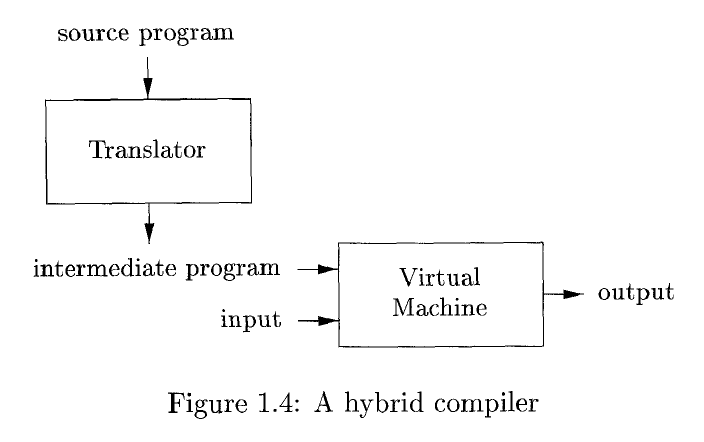 source program
Translator
intermediate program
Virtual
Machine
input
output
Figure 1.4: A hybrid compiler